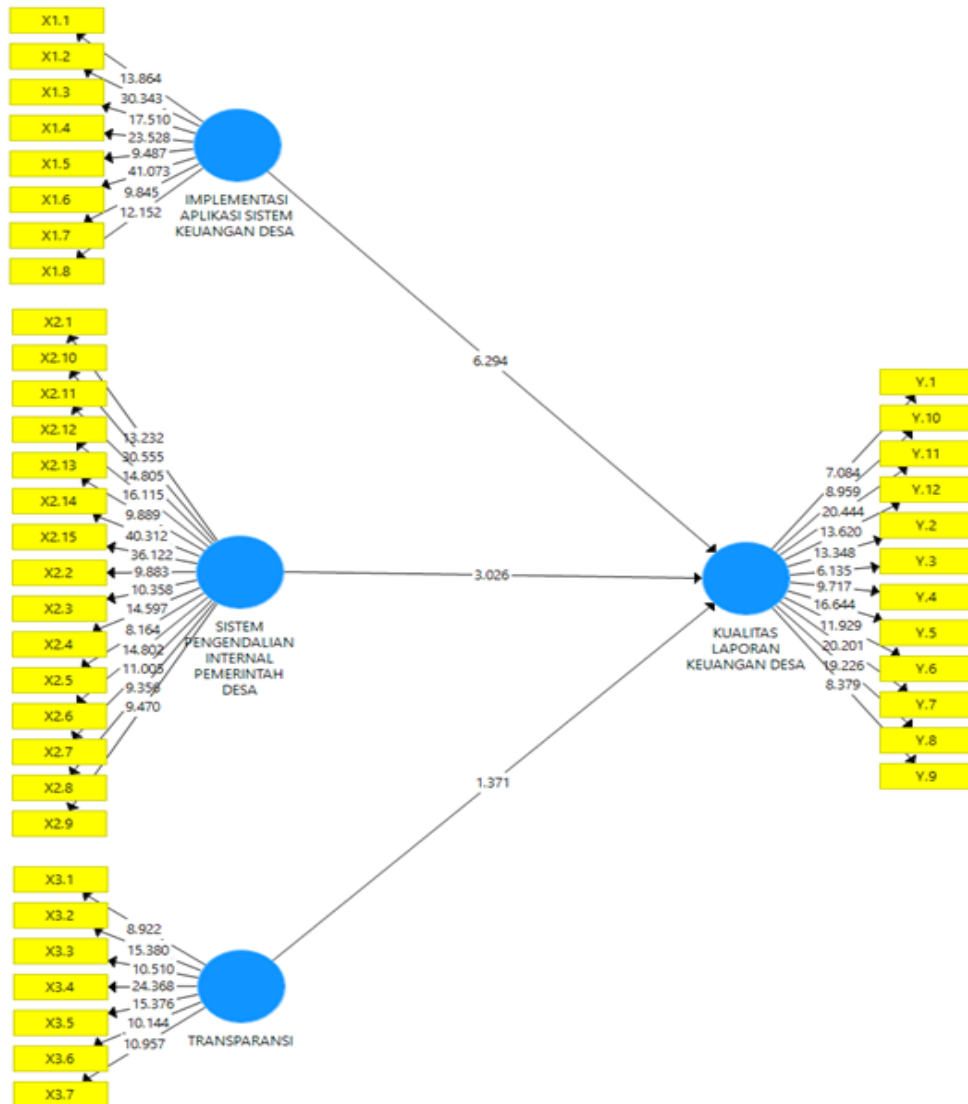 X1.1
X1.2
X1.3
X1.4
X1.5
X1.6
X1.7
X1.8
13.864
30.343
17.510
23.528
9.487
41.073
9.845
12.152
IMPLEMENTASI
APLIKASI SISTEM
KEUANGAN DESA
6.294
X2.1
X2.10
X2.11
X2.12
X2.13
X2.14
X2.15
X2.2
X2.3
X2.4
X2.5
X2.6
X2.7
X2.8
X2.9
13.232
30.555
14.805
16.115
9.889
40.312
36.122
9.883
10.358
14.597
8.164
14.802
11.005
9.356
9.470
SISTEM
PENGENDALIAN
INTERNAL
PEMERINTAH
DESA
3.026
X3.1
X3.2
X3.3
X3.4
X3.5
X3.6
X3.7
8.922
15.380
10.510
24.368
15.376
10.144
10.957
TRANSPARANSI
1.371
KUALITAS
LAPORAN
KEUANGAN DESA
7.084
8.959
20.444
13.620
13.348
6.135
9.717
16.644
11.929
20.201
19.226
8.379
Y.1
Y.10
Y.11
Y.12
Y.2
Y.3
Y.4
Y.5
Y.6
Y.7
Y.8
Y.9